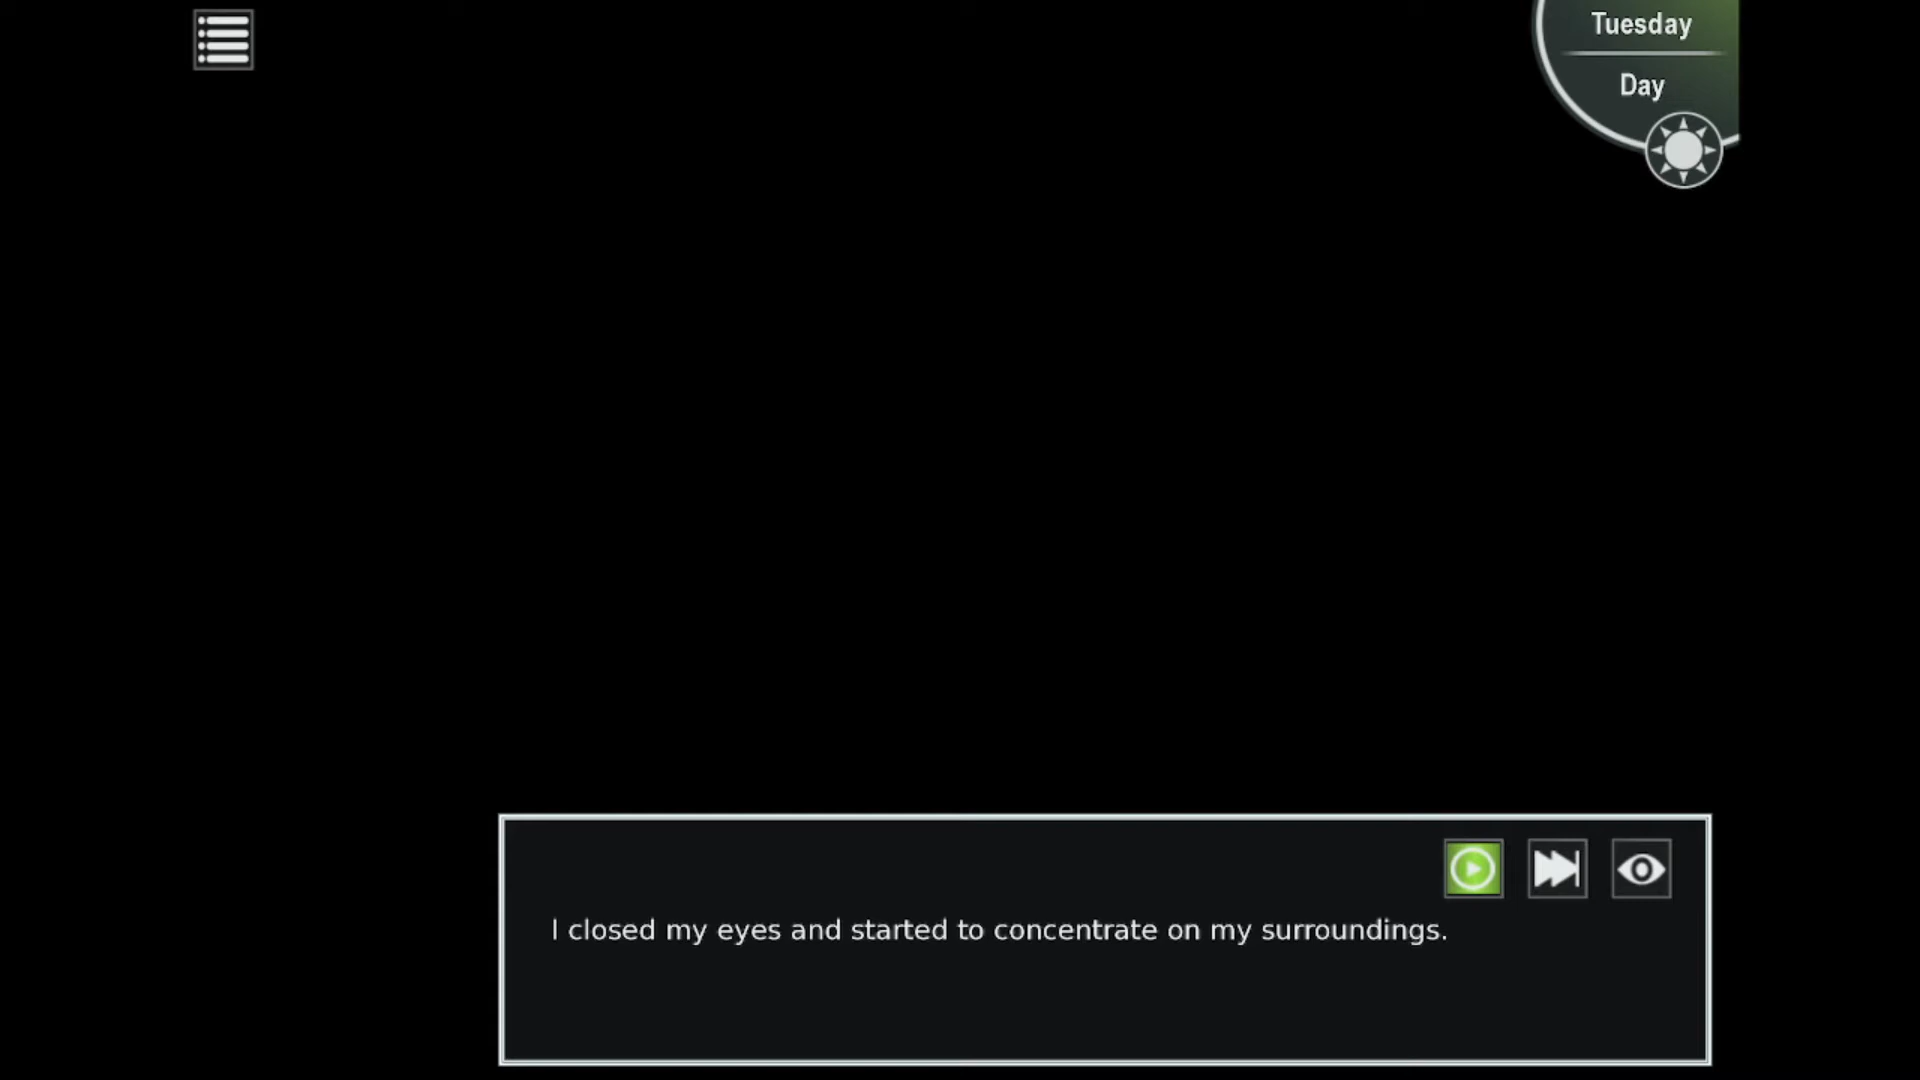 Tuesday
Day
I closed my eyes and started to concentrate on my surroundings.